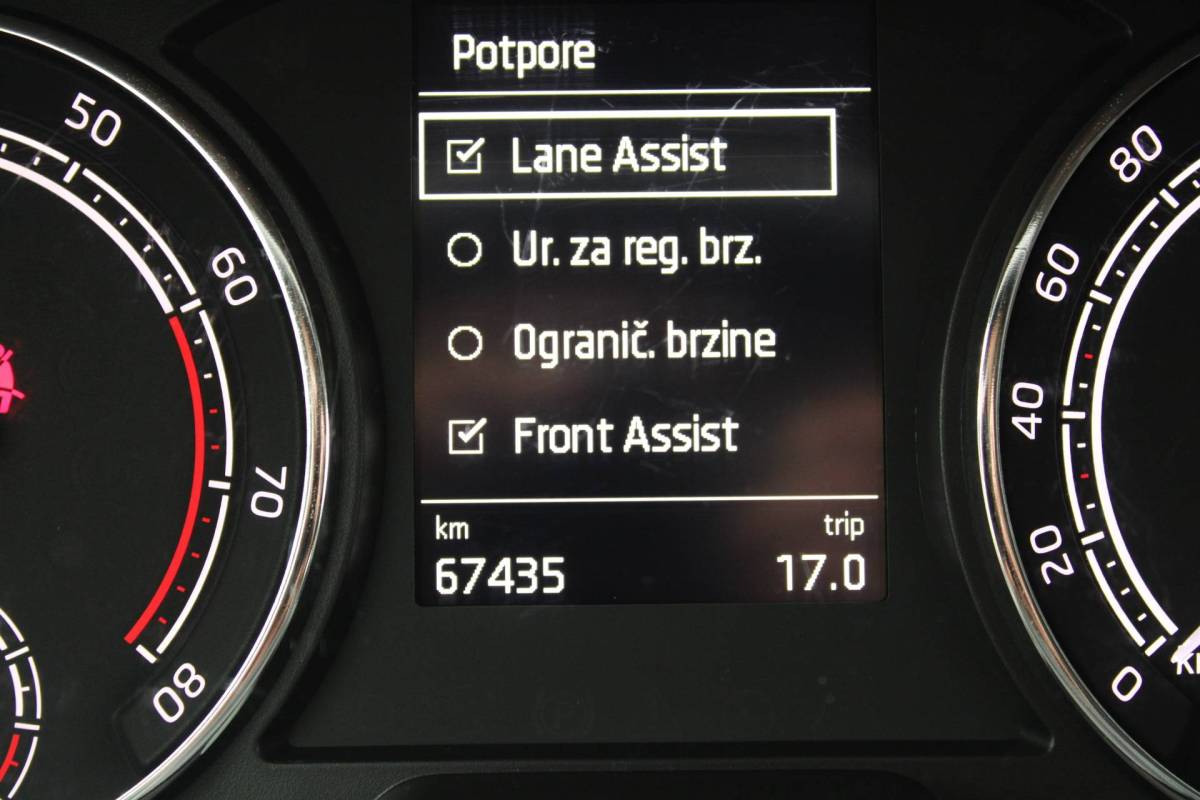 Potpore
Lane Assist
Ur. za reg. brz.
Ogranič. brzine
Front Assist
km trip
67435 17.0
50
60
70
80
80
60
40
20
0